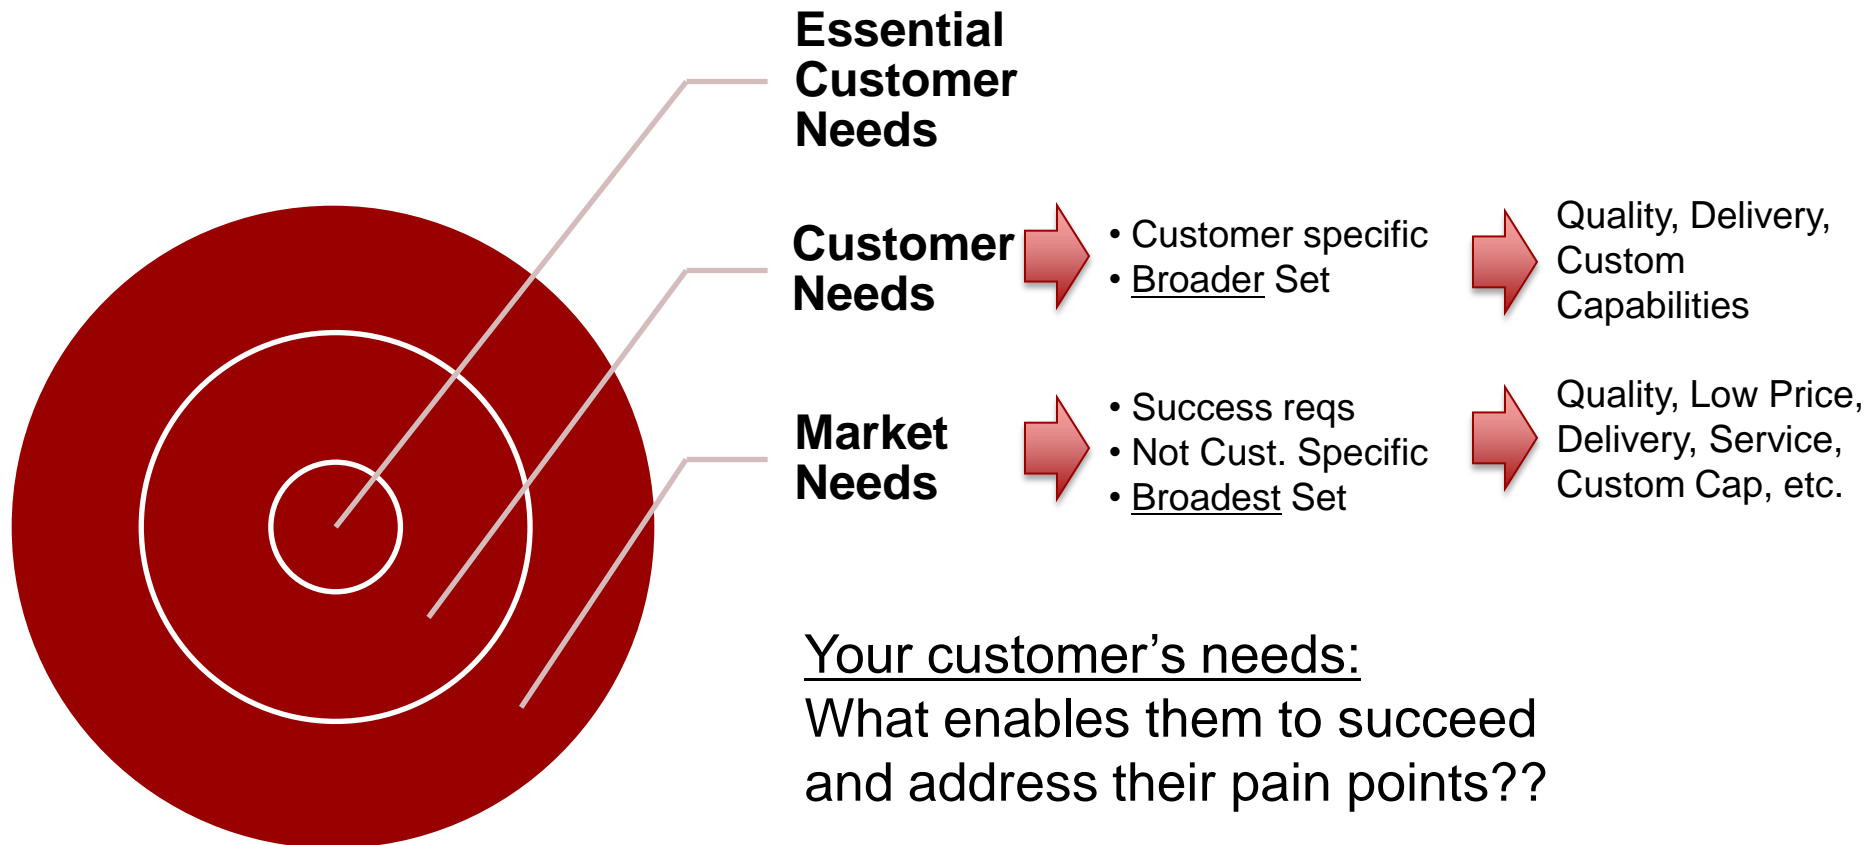 Essential
Customer
Needs
Customer
Needs
• Customer specific
• Broader Set
Quality, Delivery,
Custom
Capabilities
Market
Needs
• Success reqs
• Not Cust. Specific
• Broadest Set
Quality, Low Price,
Delivery, Service,
Custom Cap, etc.
Your customer’s needs:
What enables them to succeed
and address their pain points??